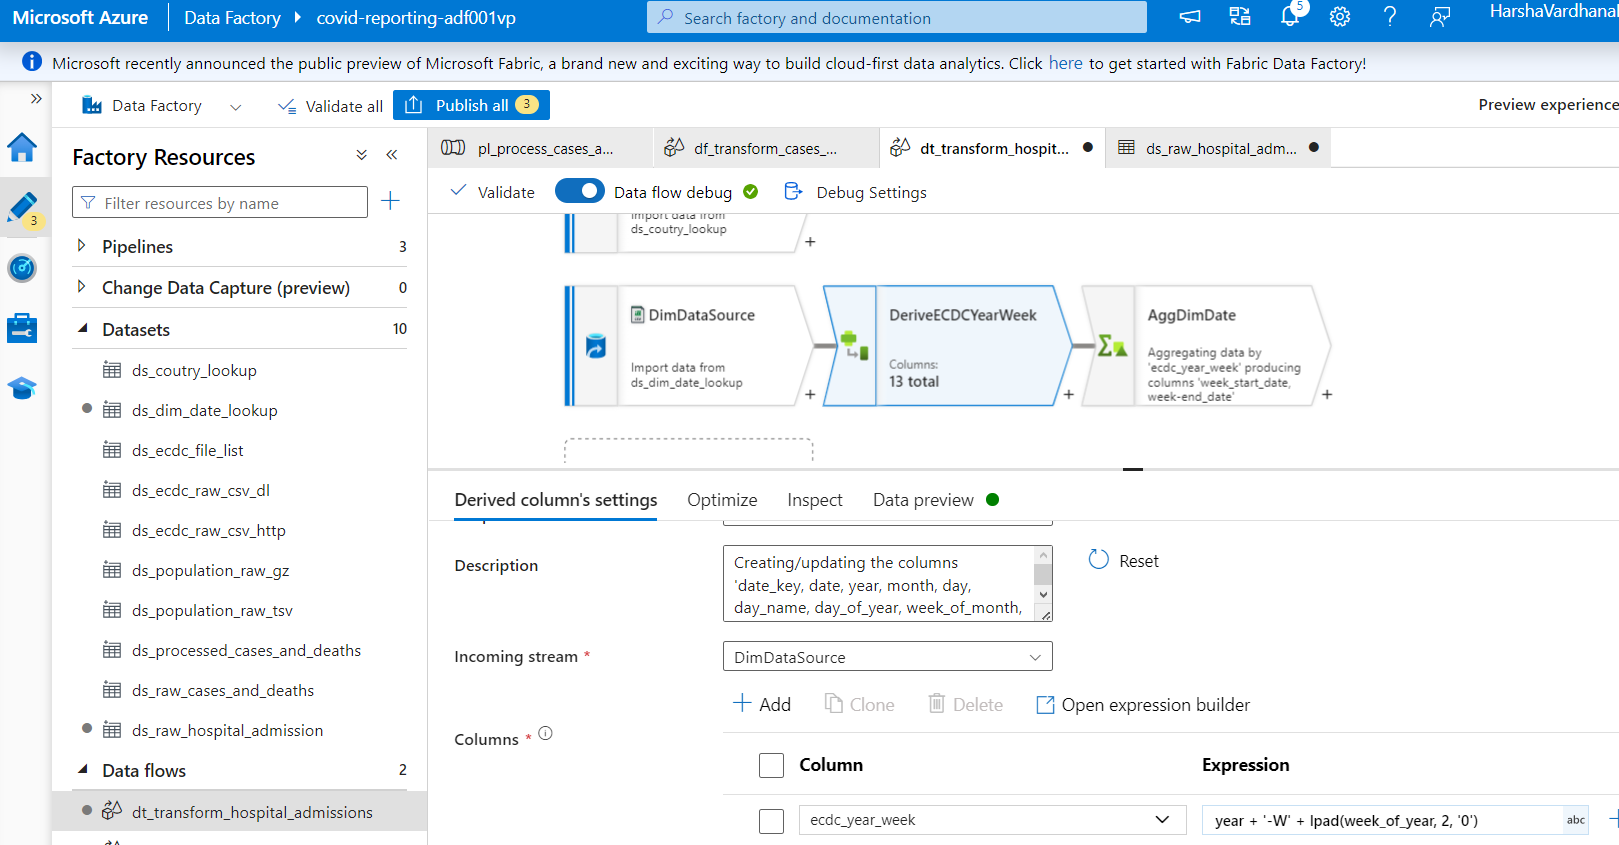 Microsoft Azure
Data Factory
covid-reporting-adf001vp
Search factory and documentation
5
HarshaVardhanal
Microsoft recently announced the public preview of Microsoft Fabric, a brand new and exciting way to build cloud-first data analytics. Click here to get started with Fabric Data Factory!
Data Factory
Validate all
Publish all 3
Preview experience
3
Factory Resources
Filter resources by name
Pipelines 3
Change Data Capture (preview) 0
Datasets 10
ds_coutry_lookup
ds_dim_date_lookup
ds_ecdc_file_list
ds_ecdc_raw_csv_dl
ds_ecdc_raw_csv_http
ds_population_raw_gz
ds_population_raw_tsv
ds_processed_cases_and_deaths
ds_raw_cases_and_deaths
ds_raw_hospital_admission
Data flows 2
dt_transform_hospital_admissions
pl_process_cases_a...
df_transform_cases_...
dt_transform_hospit...
ds_raw_hospital_adm...
Validate
Data flow debug
Debug Settings
Import data from
ds_coutry_lookup
+
DimDataSource
Import data from
ds_dim_date_lookup
+
DeriveECDCYearWeek
Columns:
13 total
+
AggDimDate
Aggregating data by
'ecdc_year_week' producing
columns 'week_start_date,
week-end_date'
+
Derived column's settings
Optimize
Inspect
Data preview
Description
Creating/updating the columns
'date_key, date, year, month, day,
day_name, day_of_year, week_of_month,
Reset
Incoming stream *
DimDataSource
Add
Clone
Delete
Open expression builder
Columns *
Column
Expression
ecdc_year_week
year + '-W' + lpad(week_of_year, 2, '0')
abc